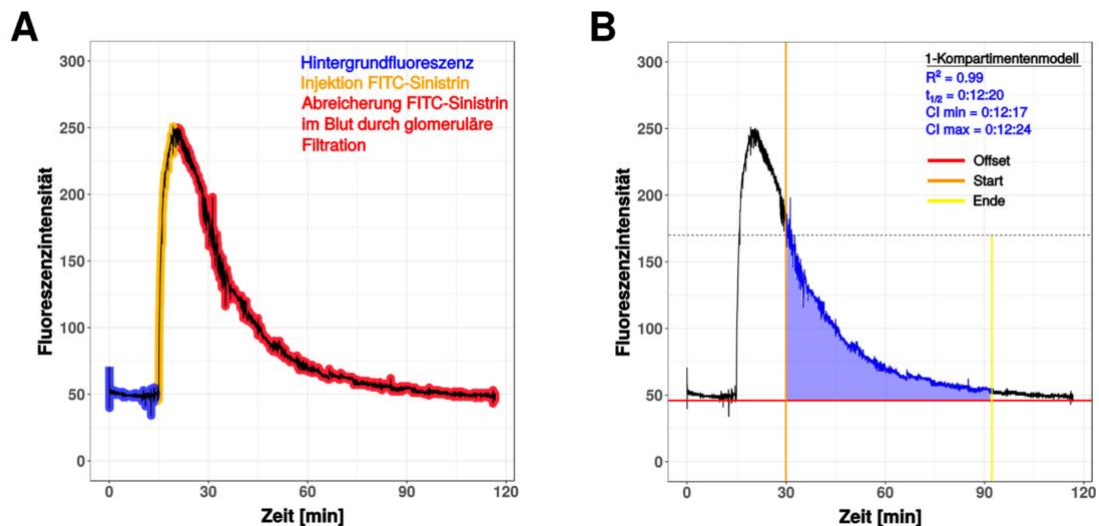 A
Fluoreszenzintensität
300
250
200
150
100
50
0
Hintergrundfluoreszenz
Injektion FITC-Sinistrin
Abreicherung FITC-Sinistrin
im Blut durch glomeruläre
Filtration
0
30
60
90
120
Zeit [min]
B
Fluoreszenzintensität
300
250
200
150
100
50
0
1-Kompartimentenmodell
R² = 0.99
t1/2 = 0:12:20
CI min = 0:12:17
CI max = 0:12:24
Offset
Start
Ende
0
30
60
90
120
Zeit [min]